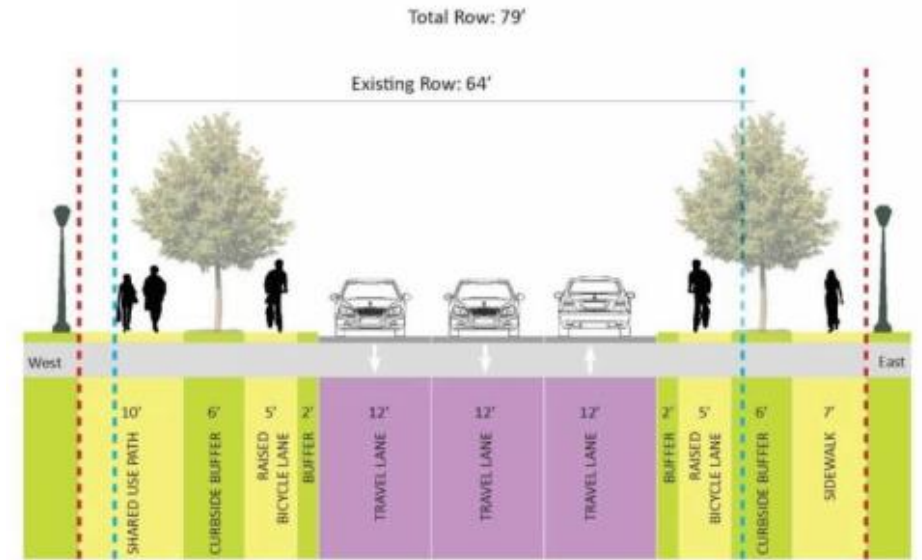 Total Row: 79'
Existing Row: 64'
West
East
10'
SHARED USE PATH
6'
CURBSIDE BUFFER
5'
RAISED
BICYCLE LANE
2'
BUFFER
12'
TRAVEL LANE
12'
TRAVEL LANE
12'
TRAVEL LANE
2'
BUFFER
5'
RAISED
BICYCLE LANE
6'
CURBSIDE BUFFER
7'
SIDEWALK